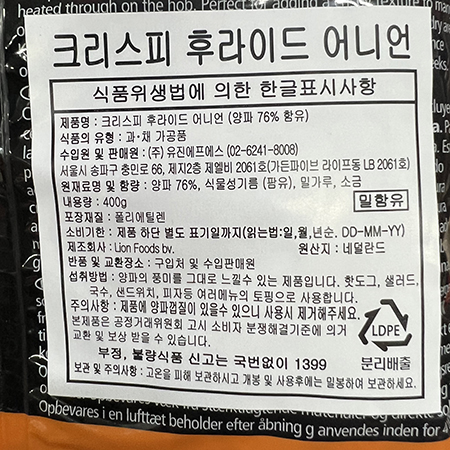 heated through on the hob. Perfect for adding a
크리스피 후라이드 어니언
식품위생법에 의한 한글표시사항
제품명 : 크리스피 후라이드 어니언 (양파 76% 함유)
식품의 유형 : 과·채 가공품
수입원 및 판매원 : (주) 유진에프에스 (02-6241-8008)
서울시 송파구 충민로 66, 제지2층 제엘비 2061호(가든파이브 라이프동 LB 2061호)
원재료명 및 함량 : 양파 76%, 식물성기름 (팜유), 밀가루, 소금
내용량 : 400g
밀함유
포장재질 : 폴리에틸렌
소비기한 : 제품 하단 별도 표기일까지(읽는법:일,월,년순. DD-MM-YY)
제조회사 : Lion Foods bv. 원산지 : 네덜란드
반품 및 교환장소 : 구입처 및 수입판매원
섭취방법 : 양파의 풍미를 그대로 느낄수 있는 제품입니다. 핫도그, 샐러드,
국수, 샌드위치, 피자등 여러메뉴의 토핑으로 사용합니다.
주의사항 : 제품에 양파껍질이 있을수 있으니 사용시 제거해주세요.
본제품은 공정거래위원회 고시 소비자 분쟁해결기준에 의거
교환 및 보상 받을 수 있습니다.
LDPE
부정, 불량식품 신고는 국번없이 1399
분리배출
보관 및 주의사항 : 고온을 피해 보관하시고 개봉 및 사용후에는 밀봉하여 보관하세요.
Opbevares i en lufttæt beholder efter åbning g anvendes inden for